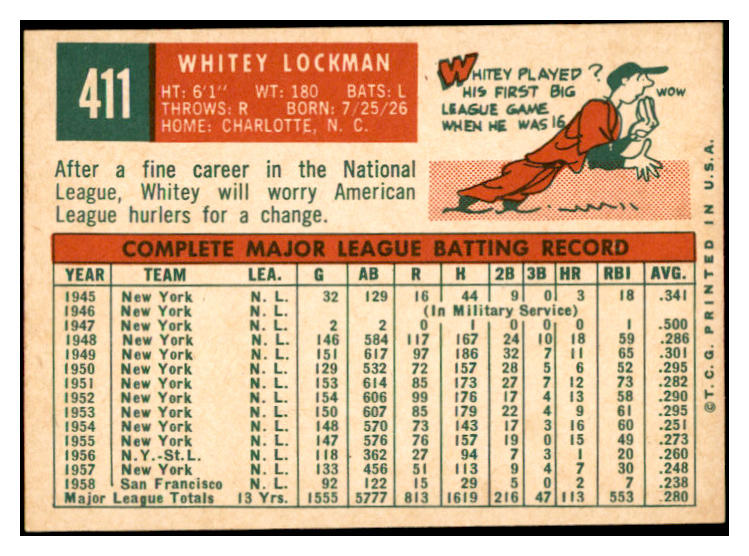 411
WHITEY LOCKMAN
HT: 6'1" WT: 180 BATS: L
THROWS: R BORN: 7/25/26
HOME: CHARLOTTE, N. C.
WHITEY PLAYED ?
HIS FIRST BIG
LEAGUE GAME
WHEN HE WAS 16
WOW
After a fine career in the National
League, Whitey will worry American
League hurlers for a change.
COMPLETE MAJOR LEAGUE BATTING RECORD
YEAR TEAM LEA. G AB R H 2B 3B HR RBI AVG.
1945 New York N. L. 32 129 16 44 9 0 3 18 .341
1946 New York N. L. (In Military Service)
1947 New York N. L. 2 2 0 1 0 0 0 1 .500
1948 New York N. L. 146 584 117 167 24 10 18 59 .286
1949 New York N. L. 151 617 97 186 32 7 11 65 .301
1950 New York N. L. 129 532 72 157 28 5 6 52 .295
1951 New York N. L. 153 614 85 173 27 7 12 73 .282
1952 New York N. L. 154 606 99 176 17 4 13 58 .290
1953 New York N. L. 150 607 85 179 22 4 9 61 .295
1954 New York N. L. 148 570 73 143 17 3 16 60 .251
1955 New York N. L. 147 576 76 157 19 0 15 49 .273
1956 N.Y.-St.L. N. L. 118 362 27 94 7 3 1 20 .260
1957 New York N. L. 133 456 51 113 9 4 7 30 .248
1958 San Francisco N. L. 92 122 15 29 5 0 2 7 .238
Major League Totals 13 Yrs. 1555 5777 813 1619 216 47 113 553 .280
©T. C. G. PRINTED IN U.S.A.